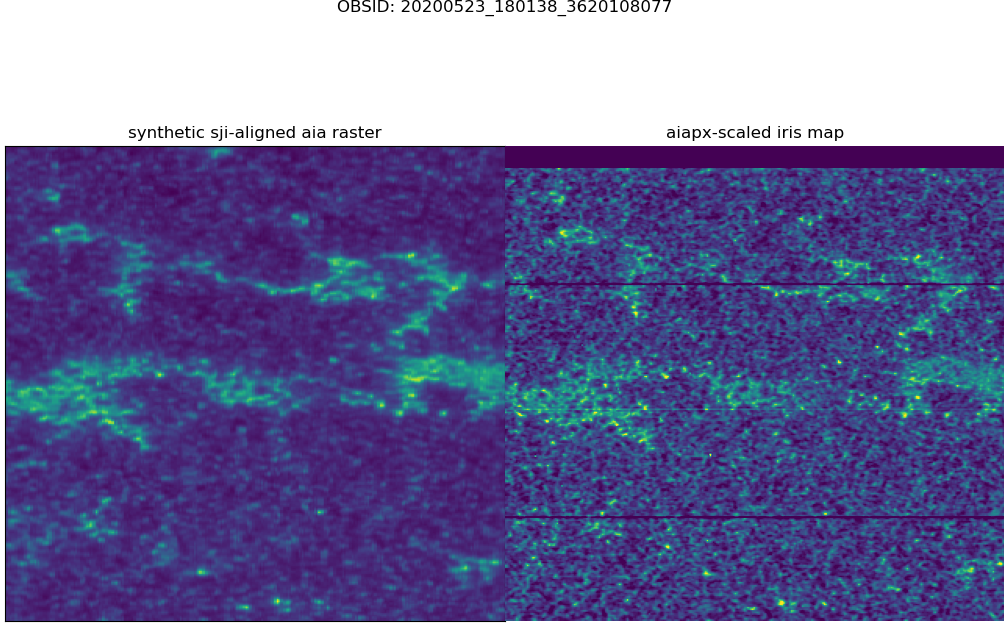 OBSID: 20200523_180138_3620108077
synthetic sji-aligned aia raster
aiapx-scaled iris map